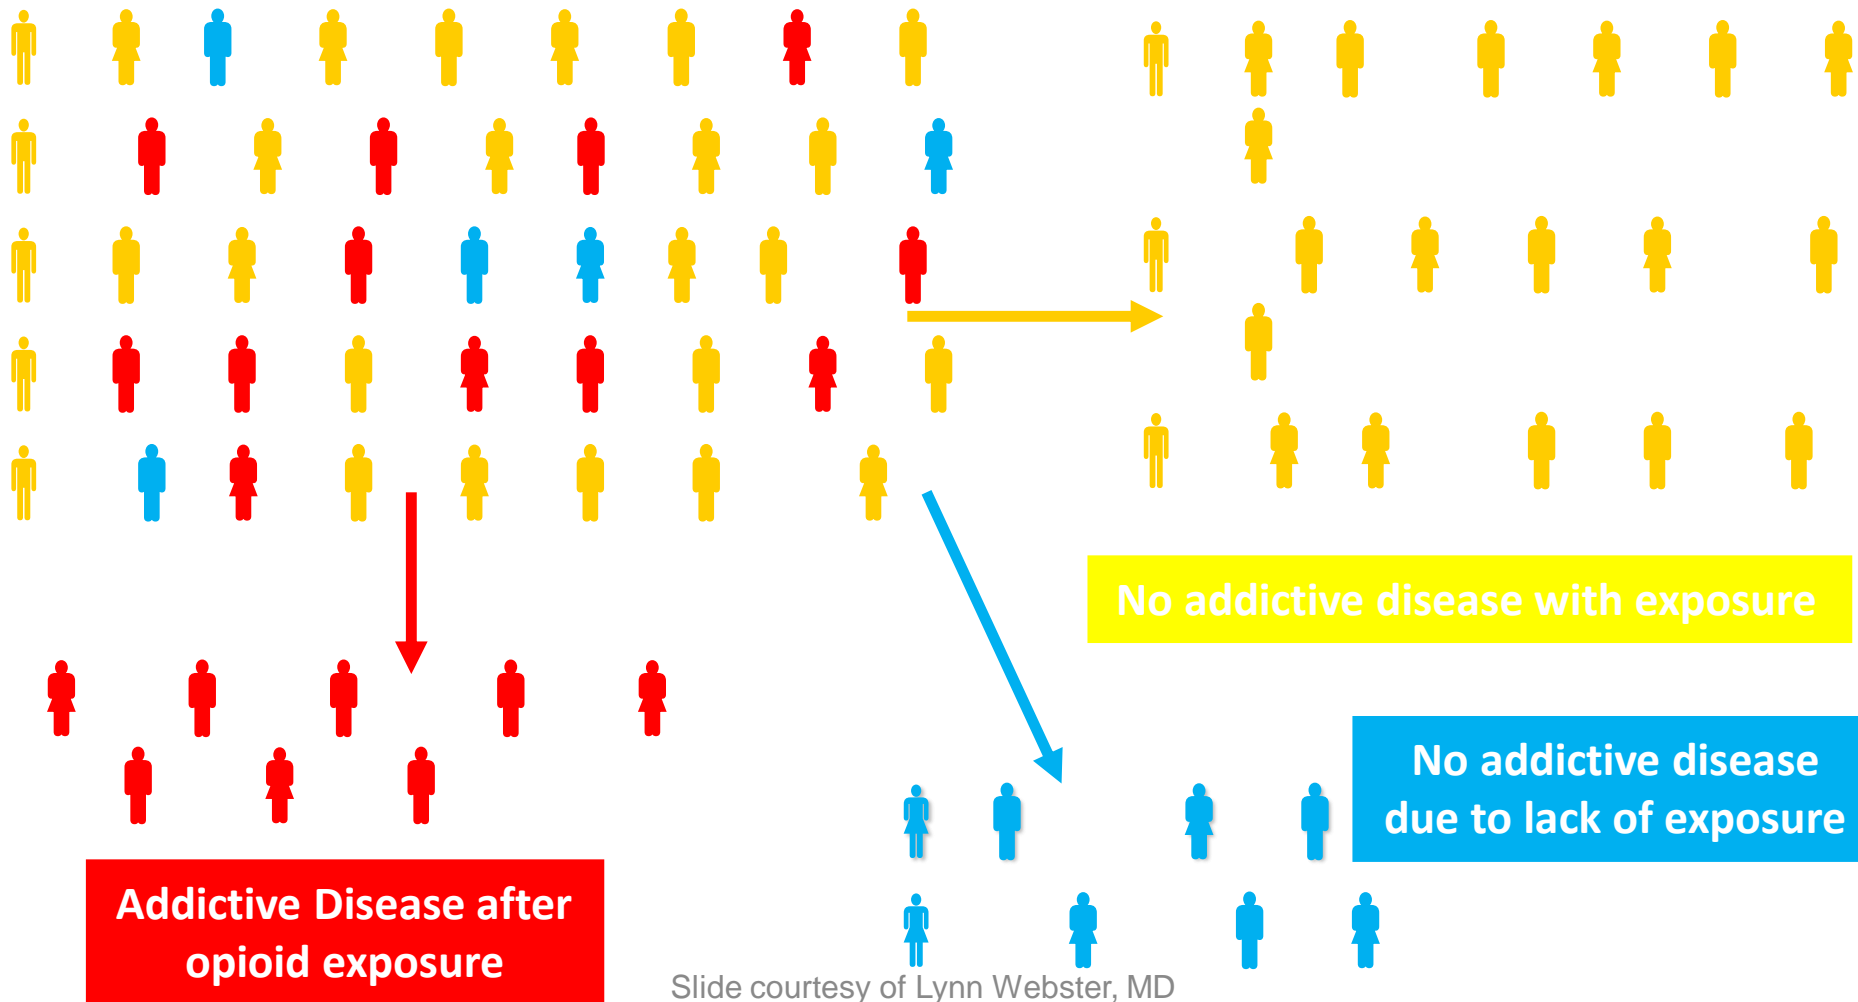 No addictive disease with exposure
No addictive disease
due to lack of exposure
Addictive Disease after
opioid exposure
Slide courtesy of Lynn Webster, MD